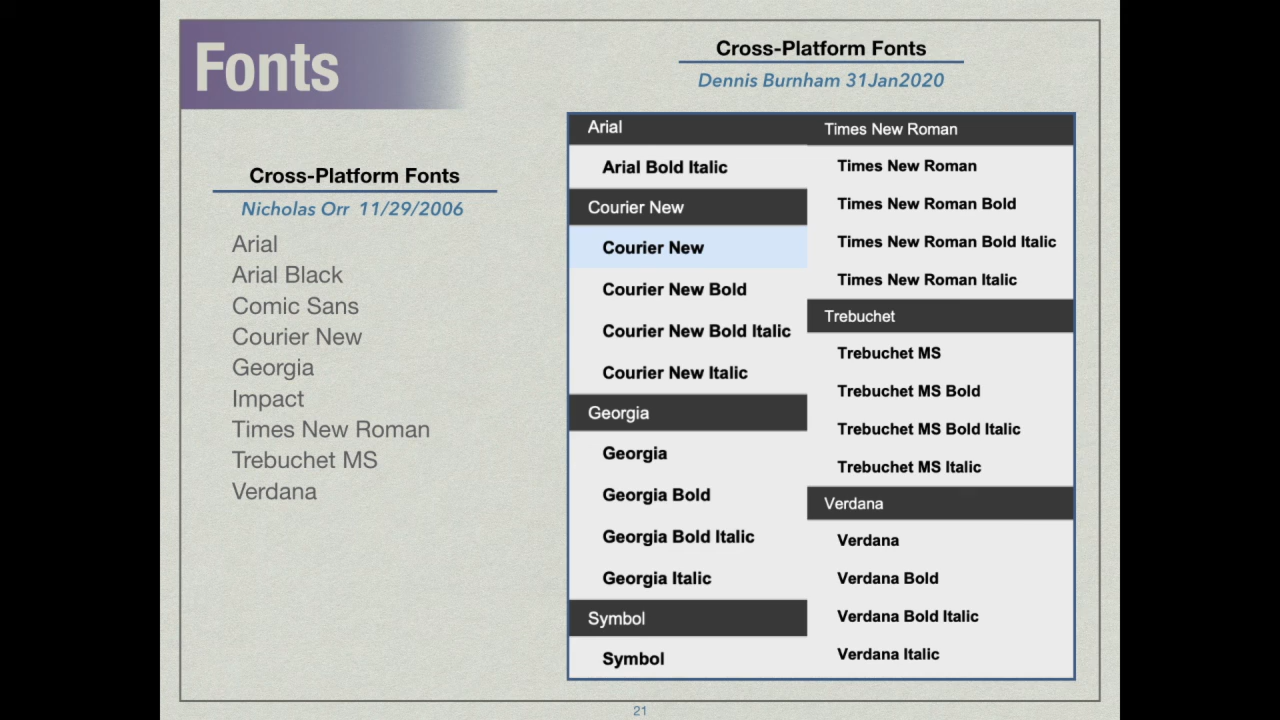 Fonts
Cross-Platform Fonts
Nicholas Orr 11/29/2006
Arial
Arial Black
Comic Sans
Courier New
Georgia
Impact
Times New Roman
Trebuchet MS
Verdana
Cross-Platform Fonts
Dennis Burnham 31Jan2020
Arial
Arial Bold Italic
Courier New
Courier New
Courier New Bold
Courier New Bold Italic
Courier New Italic
Georgia
Georgia
Georgia Bold
Georgia Bold Italic
Georgia Italic
Symbol
Symbol
Times New Roman
Times New Roman
Times New Roman Bold
Times New Roman Bold Italic
Times New Roman Italic
Trebuchet
Trebuchet MS
Trebuchet MS Bold
Trebuchet MS Bold Italic
Trebuchet MS Italic
Verdana
Verdana
Verdana Bold
Verdana Bold Italic
Verdana Italic
21